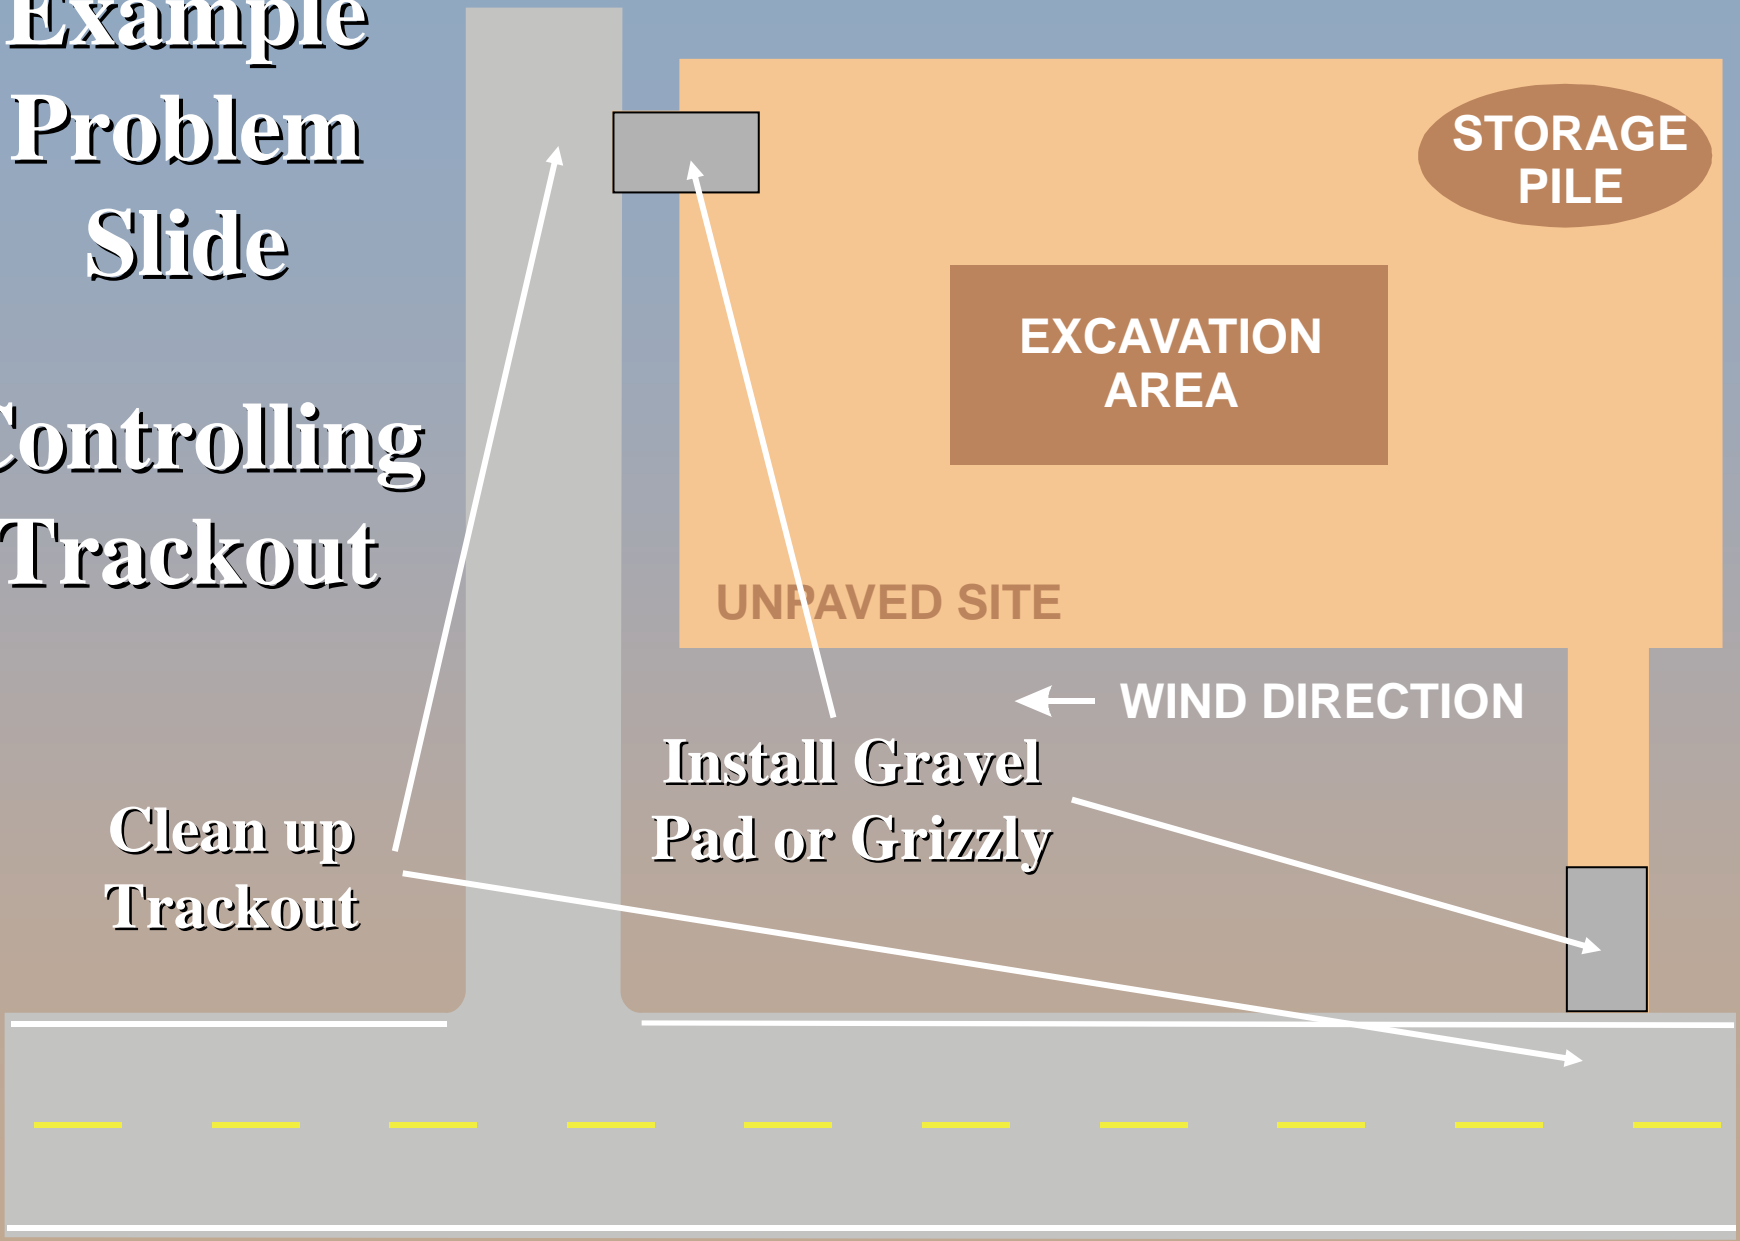 Example
Problem
Slide
Controlling
Trackout
STORAGE
PILE
EXCAVATION
AREA
UNPAVED SITE
WIND DIRECTION
Install Gravel
Pad or Grizzly
Clean up
Trackout